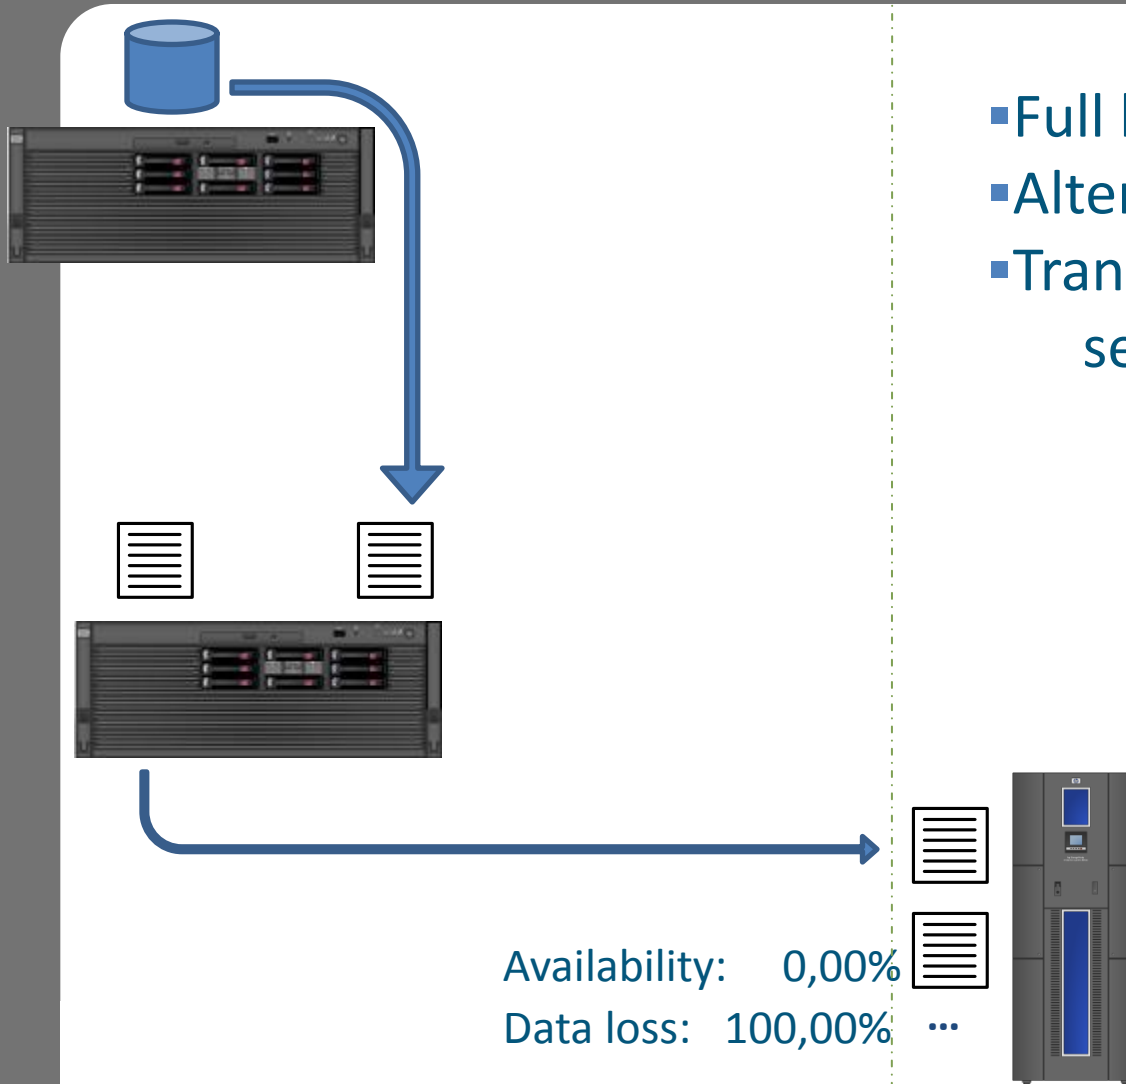 ▪Full
▪Alter
▪Tran
se
Availability: 0,00%
Data loss: 100,00% ...